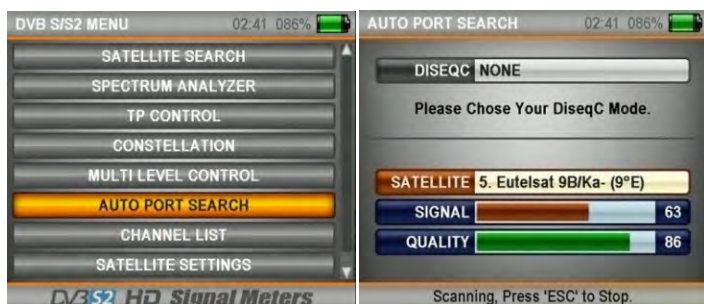 DVB S/S2 MENU 02:41 086%
SATELLITE SEARCH
SPECTRUM ANALYZER
TP CONTROL
CONSTELLATION
MULTI LEVEL CONTROL
AUTO PORT SEARCH
CHANNEL LIST
SATELLITE SETTINGS
DVBS2 HD Signal Meters
AUTO PORT SEARCH 02:41 086%
DISEQC NONE
Please Chose Your DiseqC Mode.
SATELLITE 5. Eutelsat 9B/Ka- (9°E)
SIGNAL 63
QUALITY 86
Scanning, Press 'ESC' to Stop.